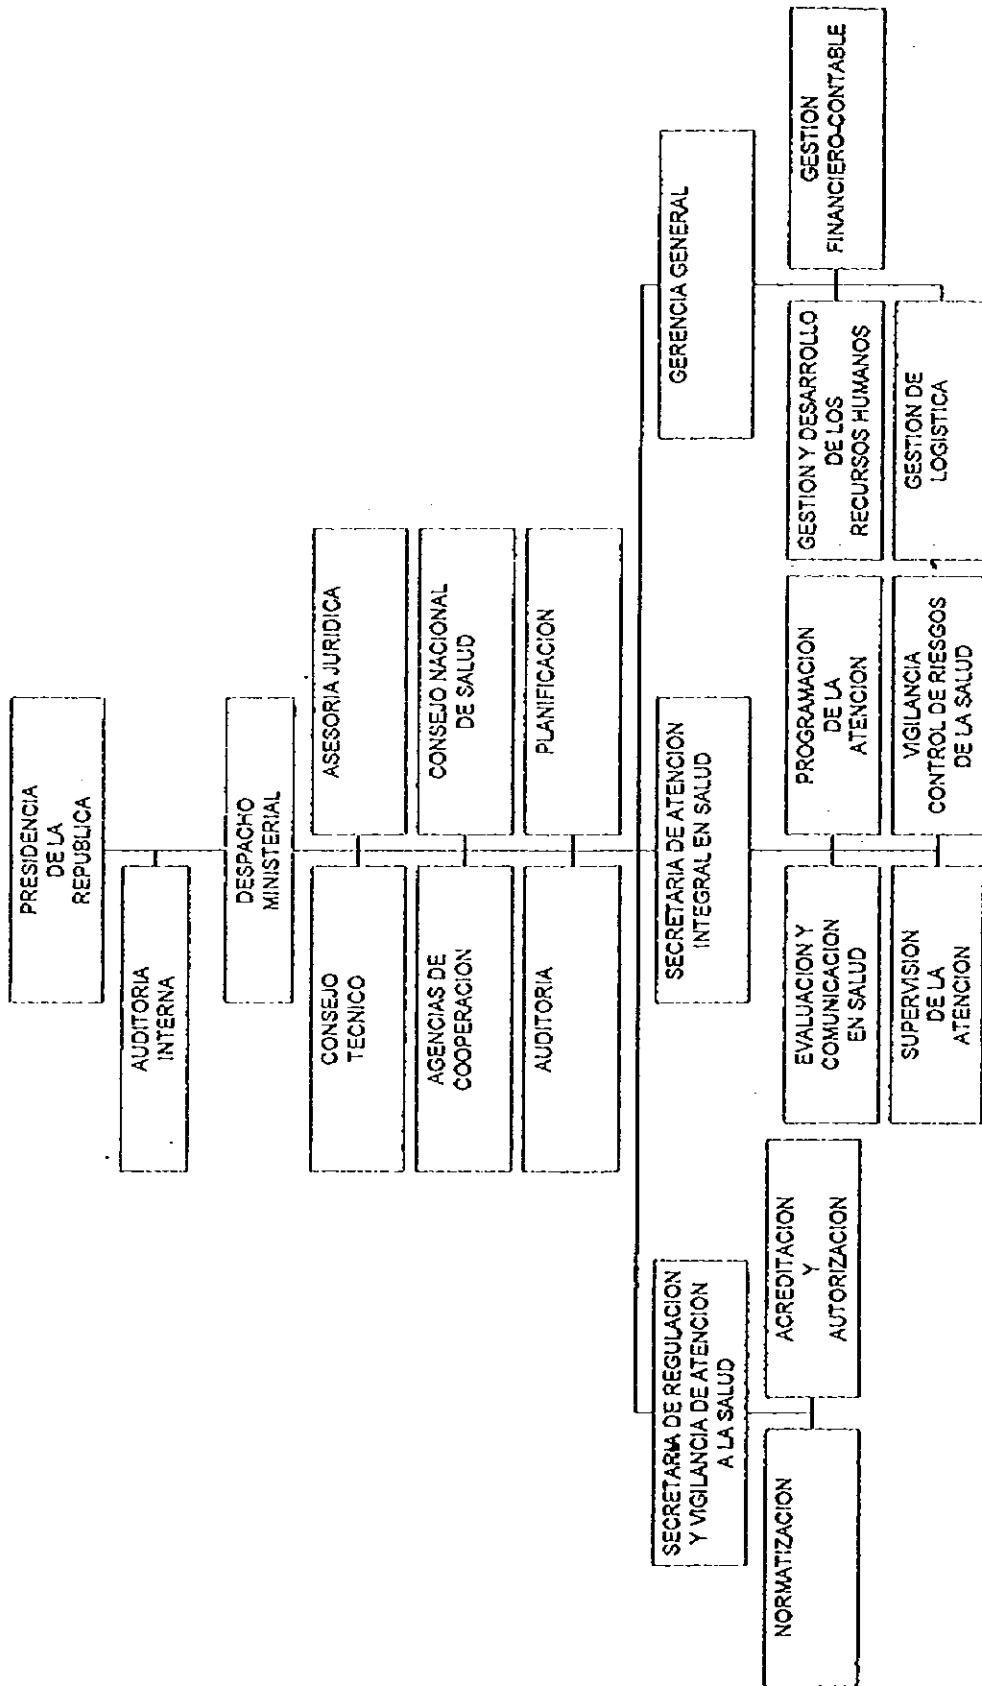 PRESIDENCIA
DE LA
REPUBLICA
AUDITORIA
INTERNA
DESPACHO
MINISTERIAL
CONSEJO
TECNICO
ASESORIA JURIDICA
AGENCIAS DE
COOPERACION
CONSEJO NACIONAL
DE SALUD
AUDITORIA
PLANIFICACION
SECRETARIA DE REGULACION
Y VIGILANCIA DE ATENCION
A LA SALUD
SECRETARIA DE ATENCION
INTEGRAL EN SALUD
GERENCIA GENERAL
NORMATIZACION
ACREDITACION
Y
AUTORIZACION
EVALUACION Y
COMUNICACION
EN SALUD
PROGRAMACION
DE LA
ATENCION
GESTION Y DESARROLLO
DE LOS
RECURSOS HUMANOS
GESTION
FINANCIERO-CONTABLE
SUPERVISION
DE LA
ATENCION
VIGILANCIA
CONTROL DE RIESGOS
DE LA SALUD
GESTION DE
LOGISTICA